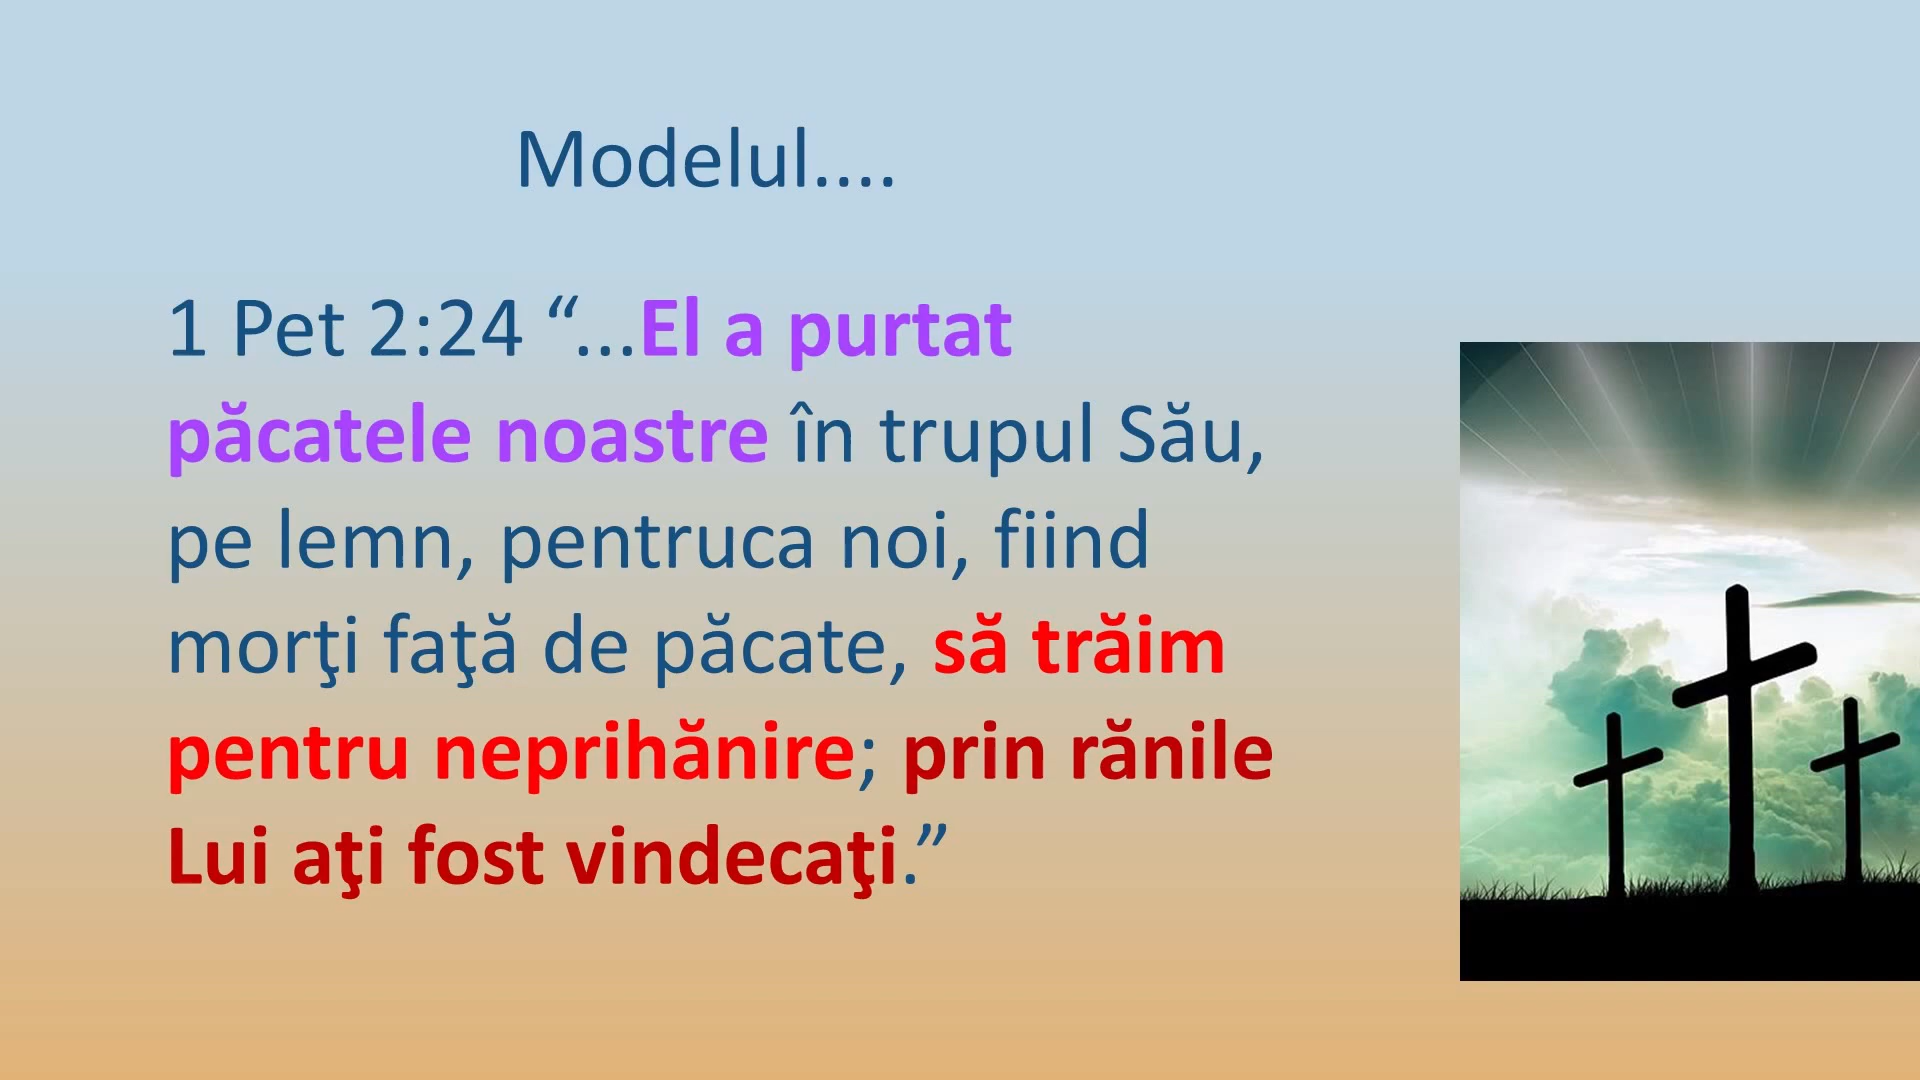 Modelul....
1 Pet 2:24 “...El a purtat
păcatele noastre în trupul Său,
pe lemn, pentruca noi, fiind
morţi faţă de păcate, să trăim
pentru neprihănire; prin rănile
Lui aţi fost vindecaţi.”